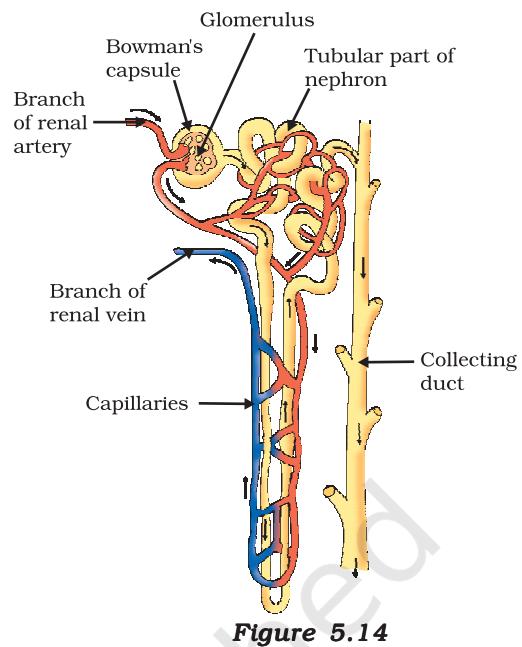 Glomerulus
Bowman's
capsule
Tubular part of
nephron
Branch
of renal
artery
Branch of
renal vein
Capillaries
Collecting
duct
Figure 5.14